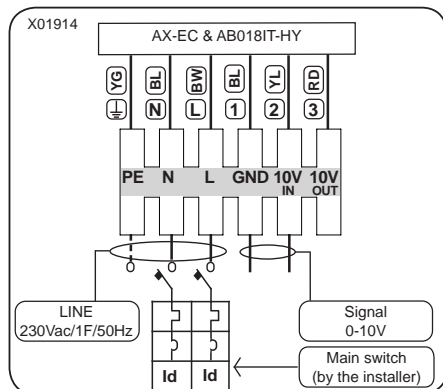 X01914
AX-EC & AB018IT-HY
YG BL BW BL YL RD
N L 1 2 3
PE N L GND 10V 10V
IN OUT
LINE
230Vac/1F/50Hz
Signal
0-10V
Id Id
Main switch
(by the installer)